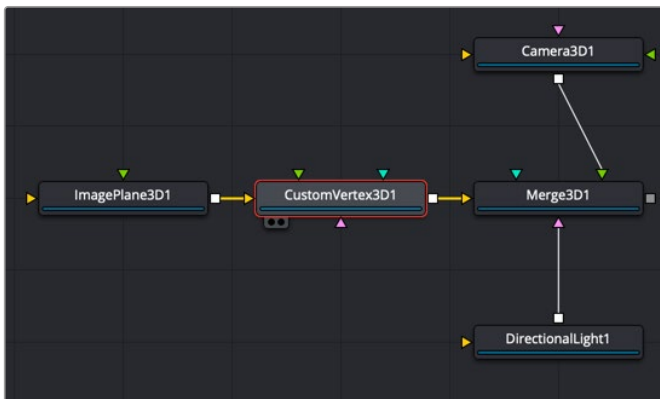 Camera3D1
ImagePlane3D1
CustomVertex3D1
Merge3D1
DirectionalLight1